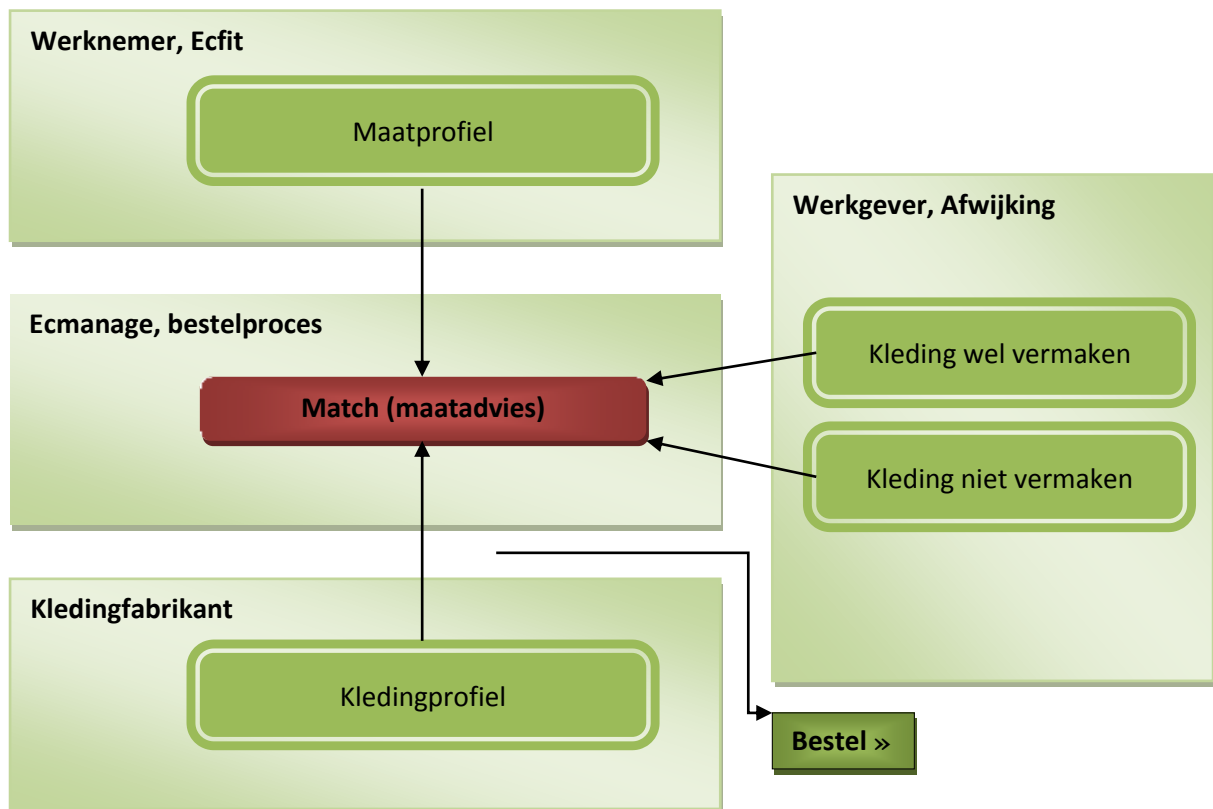 Werknemer, Ecfit
Maatprofiel
Werkgever, Afwijking
Ecmanage, bestelproces
Kleding wel vermaken
Match (maatadvies)
Kleding niet vermaken
Kledingfabrikant
Kledingprofiel
Bestel »